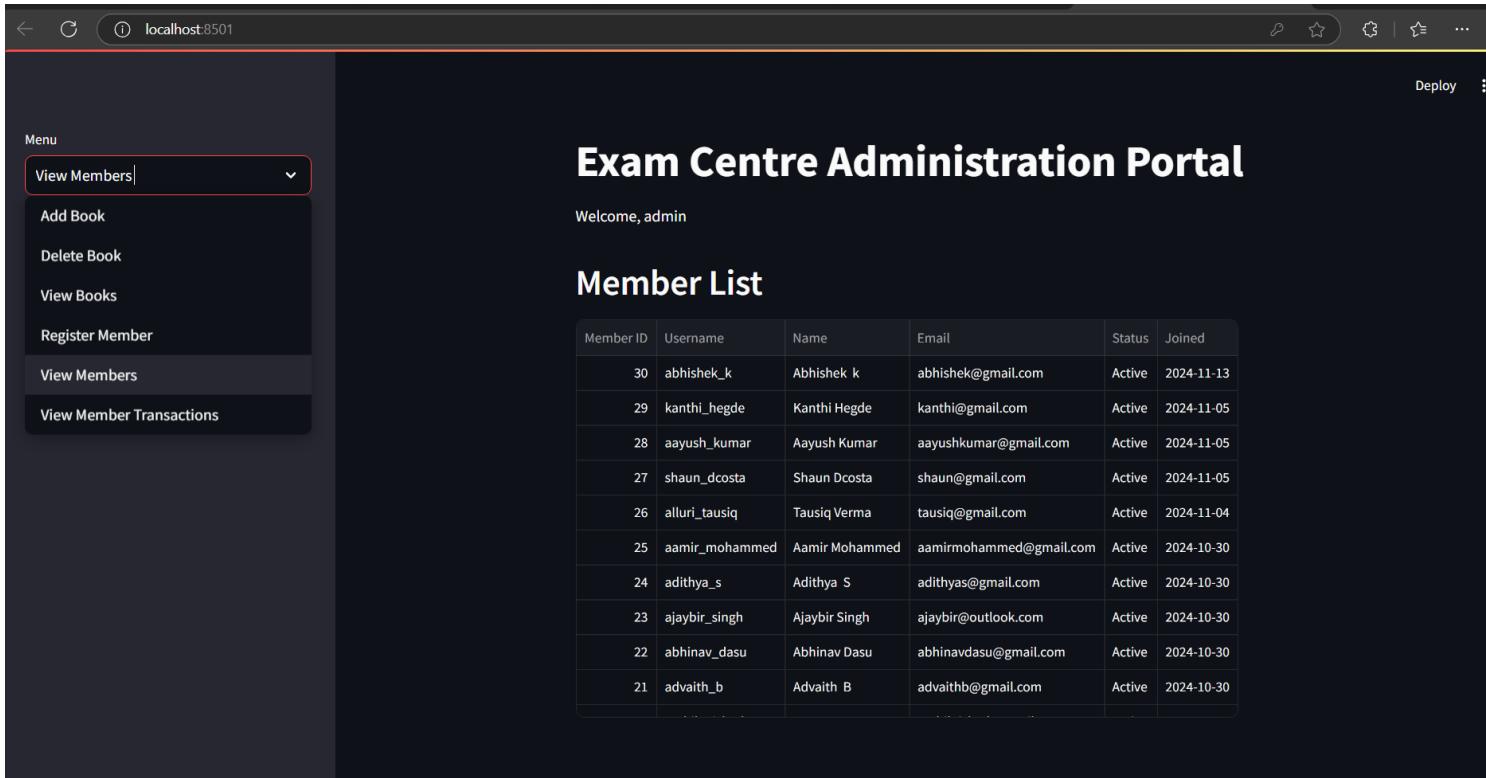 localhost:8501
Deploy
Menu
View Members
Add Book
Delete Book
View Books
Register Member
View Members
View Member Transactions
Exam Centre Administration Portal
Welcome, admin
Member List
Member ID Username Name Email Status Joined
30 abhishek_k Abhishek k abhishek@gmail.com Active 2024-11-13
29 kanthi_hegde Kanthi Hegde kanthi@gmail.com Active 2024-11-05
28 aayush_kumar Aayush Kumar aayushkumar@gmail.com Active 2024-11-05
27 shaun_dcosta Shaun Dcosta shaun@gmail.com Active 2024-11-05
26 alluri_tausiq Tausiq Verma tausiq@gmail.com Active 2024-11-04
25 aamir_mohammed Aamir Mohammed aamirmohammed@gmail.com Active 2024-10-30
24 adithya_s Adithya S adithyas@gmail.com Active 2024-10-30
23 ajaybir_singh Ajaybir Singh ajaybir@outlook.com Active 2024-10-30
22 abhinav_dasu Abhinav Dasu abhinavdasu@gmail.com Active 2024-10-30
21 advaith_b Advaith B advaithb@gmail.com Active 2024-10-30